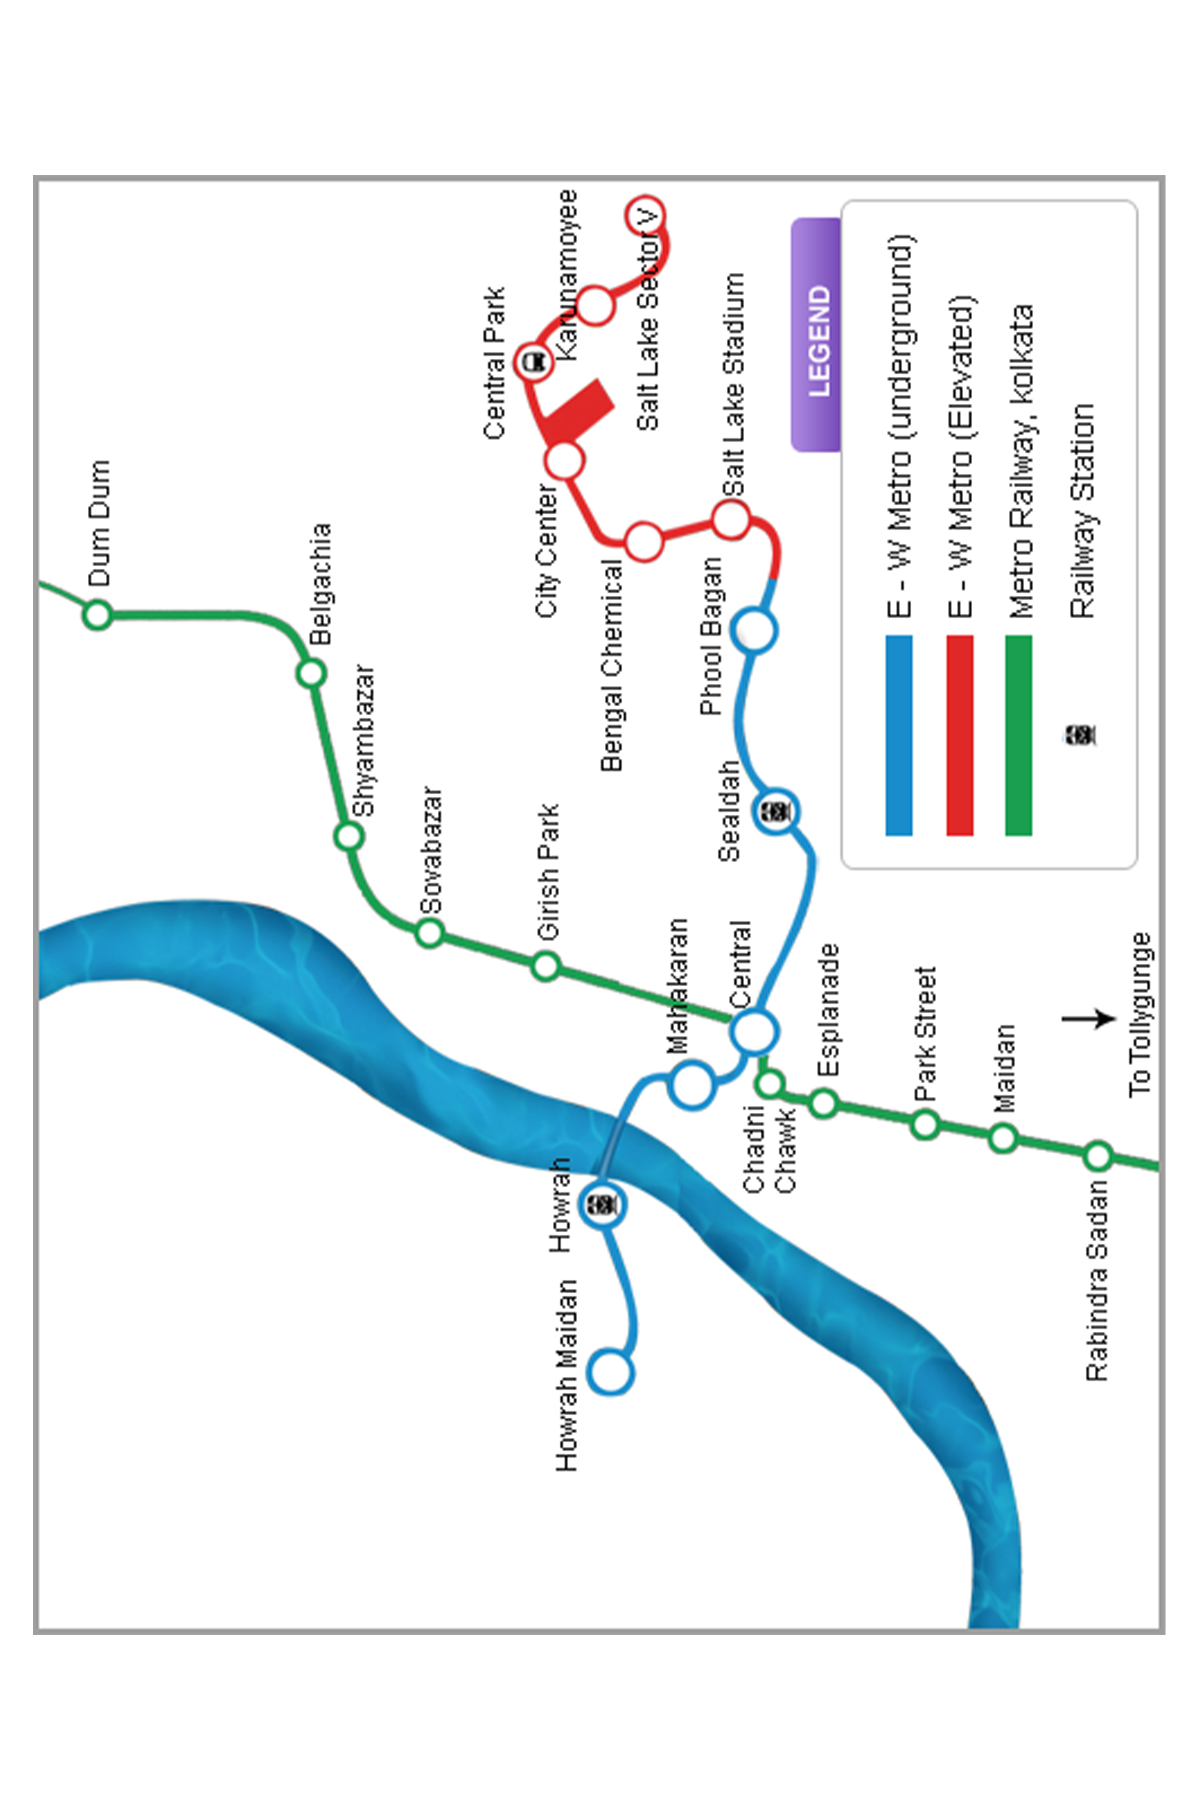 Dum Dum
Belgachia
Shyambazar
Sovabazar
Girish Park
Mahakaran
Central
Chadni
Chawk
Esplanade
Park Street
Maidan
Rabindra Sadan
To Tollygunge
Howrah Maidan
Howrah
Sealdah
Phool Bagan
Salt Lake Stadium
Bengal Chemical
City Center
Central Park
Karunamoyee
Salt Lake Sector V
LEGEND
E - W Metro (underground)
E - W Metro (Elevated)
Metro Railway, kolkata
Railway Station